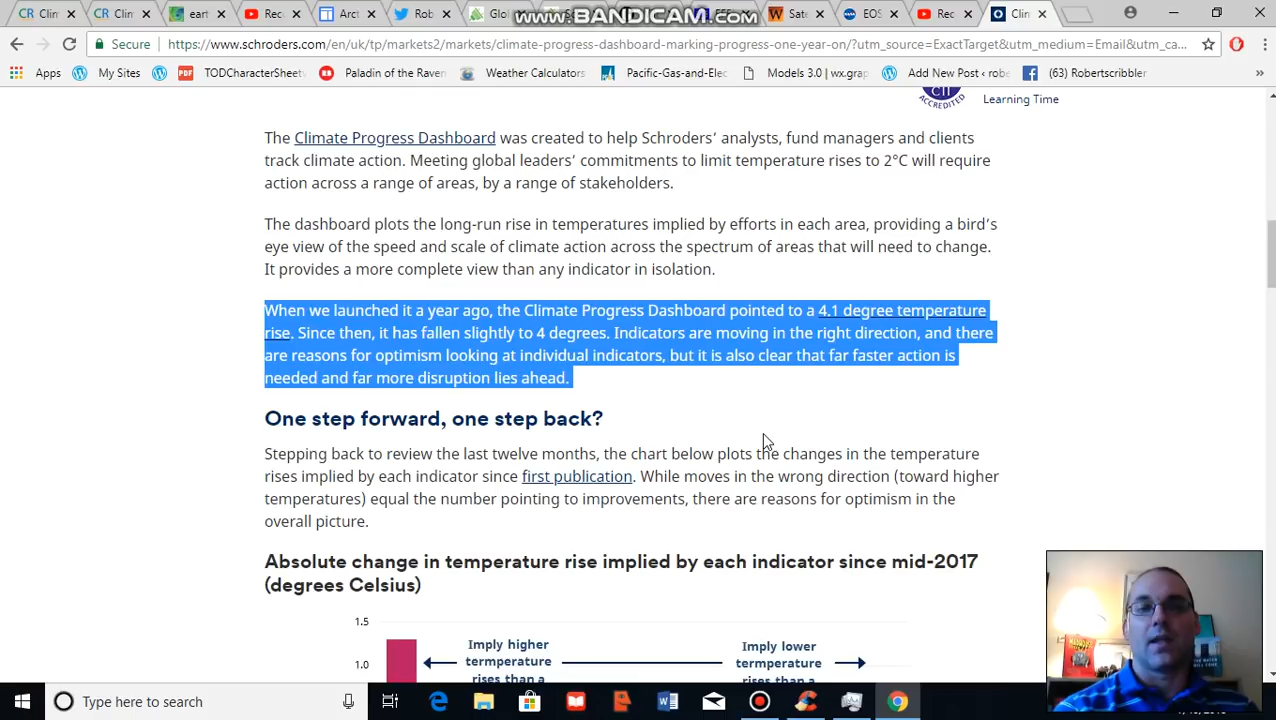 www.BANDICAM.com
Clim
CR Clim
eart
Rec
Arct
Rob
Glo
Sate
EDU
Rec
Clim
Secure
https://www.schroders.com/en/uk/tp/markets2/markets/climate-progress-dashboard-marking-progress-one-year-on/?utm_source=ExactTarget&utm_medium=Email&utm_ca...
Apps
My Sites
TODCharacterSheet
Paladin of the Raven
Weather Calculators
Pacific-Gas-and-Elec
Models 3.0 | wx.grap
Add New Post ‹ robe
(63) Robertscribbler
»
CII
ACCREDITED
Learning Time
The Climate Progress Dashboard was created to help Schroders' analysts, fund managers and clients
track climate action. Meeting global leaders' commitments to limit temperature rises to 2°C will require
action across a range of areas, by a range of stakeholders.
The dashboard plots the long-run rise in temperatures implied by efforts in each area, providing a bird's
eye view of the speed and scale of climate action across the spectrum of areas that will need to change.
It provides a more complete view than any indicator in isolation.
When we launched it a year ago, the Climate Progress Dashboard pointed to a 4.1 degree temperature
rise. Since then, it has fallen slightly to 4 degrees. Indicators are moving in the right direction, and there
are reasons for optimism looking at individual indicators, but it is also clear that far faster action is
needed and far more disruption lies ahead.
One step forward, one step back?
Stepping back to review the last twelve months, the chart below plots the changes in the temperature
rises implied by each indicator since first publication. While moves in the wrong direction (toward higher
temperatures) equal the number pointing to improvements, there are reasons for optimism in the
overall picture.
Absolute change in temperature rise implied by each indicator since mid-2017
(degrees Celsius)
1.5
1.0
Imply higher
termperature
rises than a
Imply lower
termperature
rises than a
Type here to search